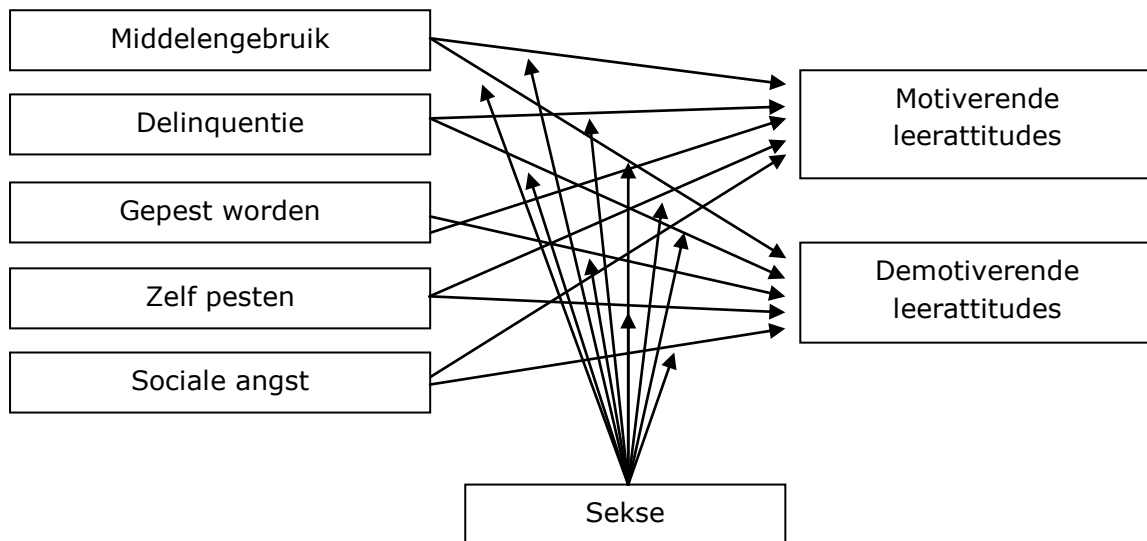 Middelengebruik
Delinquentie
Gepest worden
Zelf pesten
Sociale angst
Motiverende
leerattitudes
Demotiverende
leerattitudes
Sekse